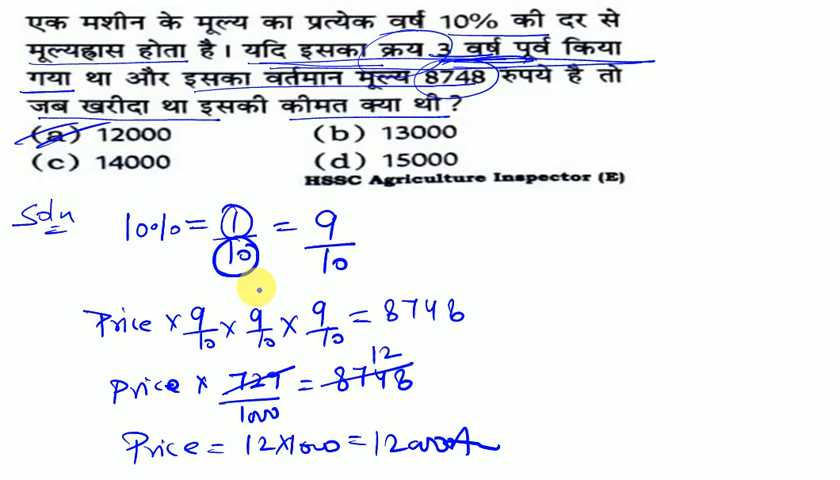 एक मशीन के मूल्य का प्रत्येक वर्ष 10% की दर से
मूल्यह्रास होता है। यदि इसका क्रय 3 वर्ष पूर्व किया
गया था और इसका वर्तमान मूल्य 8748 रुपये है तो
जब खरीदा था इसकी कीमत क्या थी ?
(a) 12000 (b) 13000
(c) 14000 (d) 15000
HSSC Agriculture Inspector (E)
Soln 10% = 1/10 = 9/10
Price × 9/10 × 9/10 × 9/10 = 8748
12
Price × 729/1000 = 8748
Price = 12×1000 = 12000